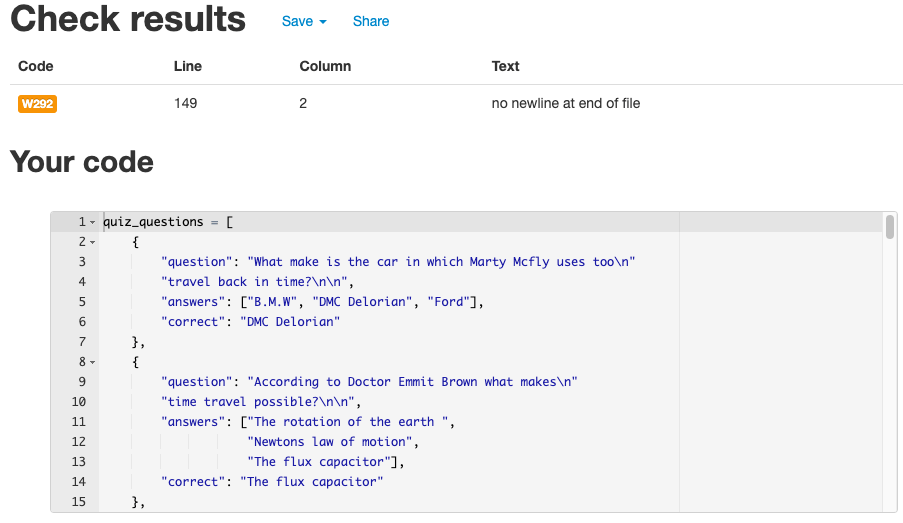 Check results Save Share
Code Line Column Text
W292 149 2 no newline at end of file
Your code
1 quiz_questions = [
2 {
3 "question": "What make is the car in which Marty Mcfly uses too\n"
4 "travel back in time?\n\n",
5 "answers": ["B.M.W", "DMC Delorian", "Ford"],
6 "correct": "DMC Delorian"
7 },
8 {
9 "question": "According to Doctor Emmit Brown what makes\n"
10 "time travel possible?\n\n",
11 "answers": ["The rotation of the earth ",
12 "Newtons law of motion",
13 "The flux capacitor"],
14 "correct": "The flux capacitor"
15 },